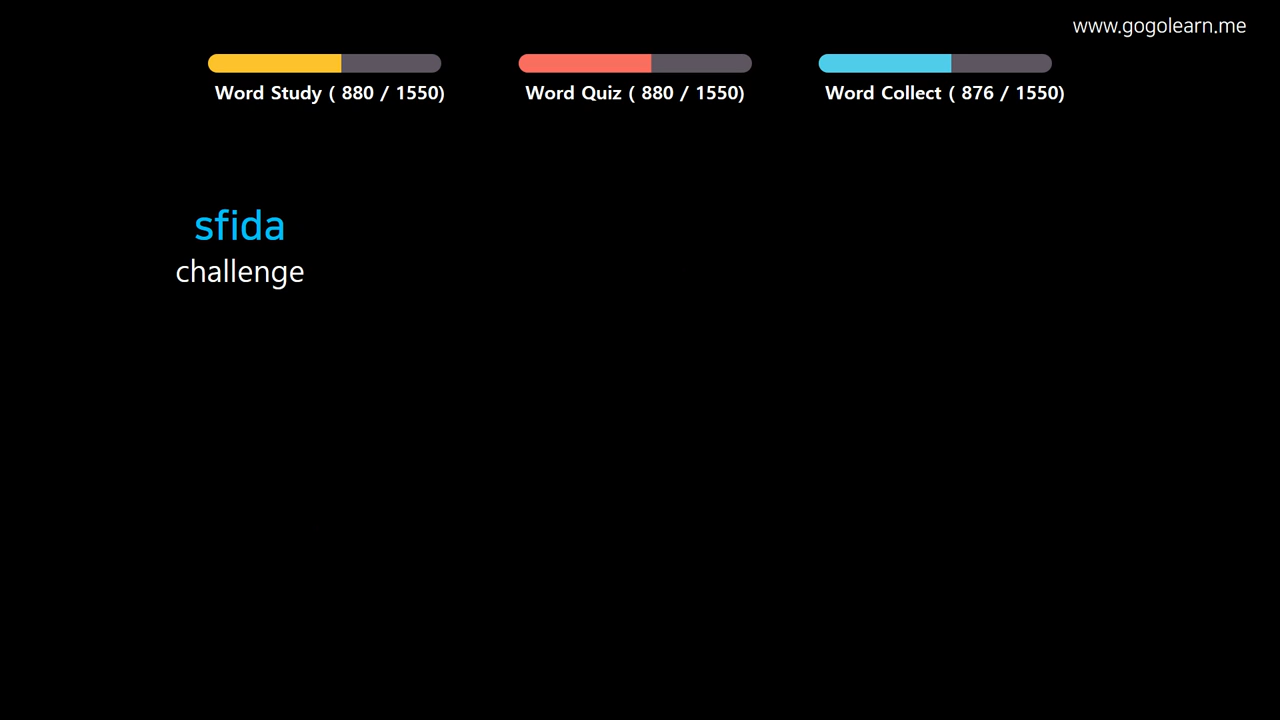 www.gogolearn.me
Word Study ( 880 / 1550)
Word Quiz ( 880 / 1550)
Word Collect ( 876 / 1550)
sfida
challenge